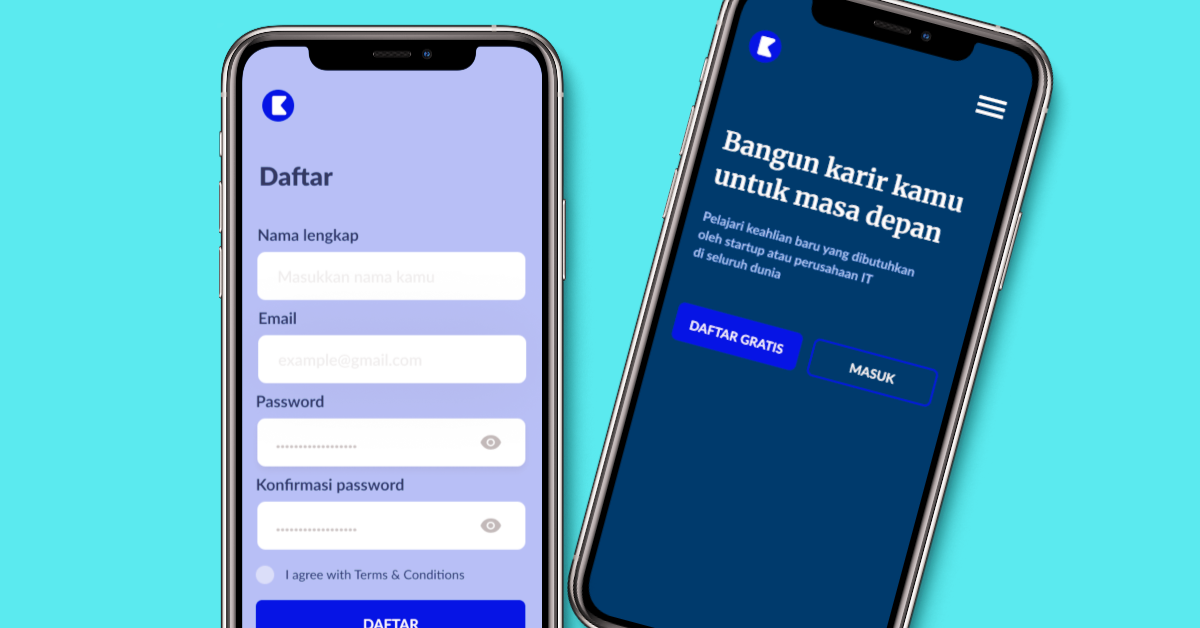 Daftar
Nama lengkap
Masukkan nama kamu
Email
example@gmail.com
Password
Konfirmasi password
I agree with Terms & Conditions
DAFTAR
Bangun karir kamu
untuk masa depan
Pelajari keahlian baru yang dibutuhkan
oleh startup atau perusahaan IT
di seluruh dunia
DAFTAR GRATIS
MASUK